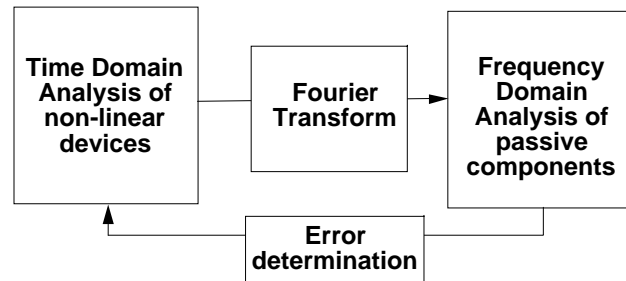 Time Domain
Analysis of
non-linear
devices
Fourier
Transform
Frequency
Domain
Analysis of
passive
components
Error
determination